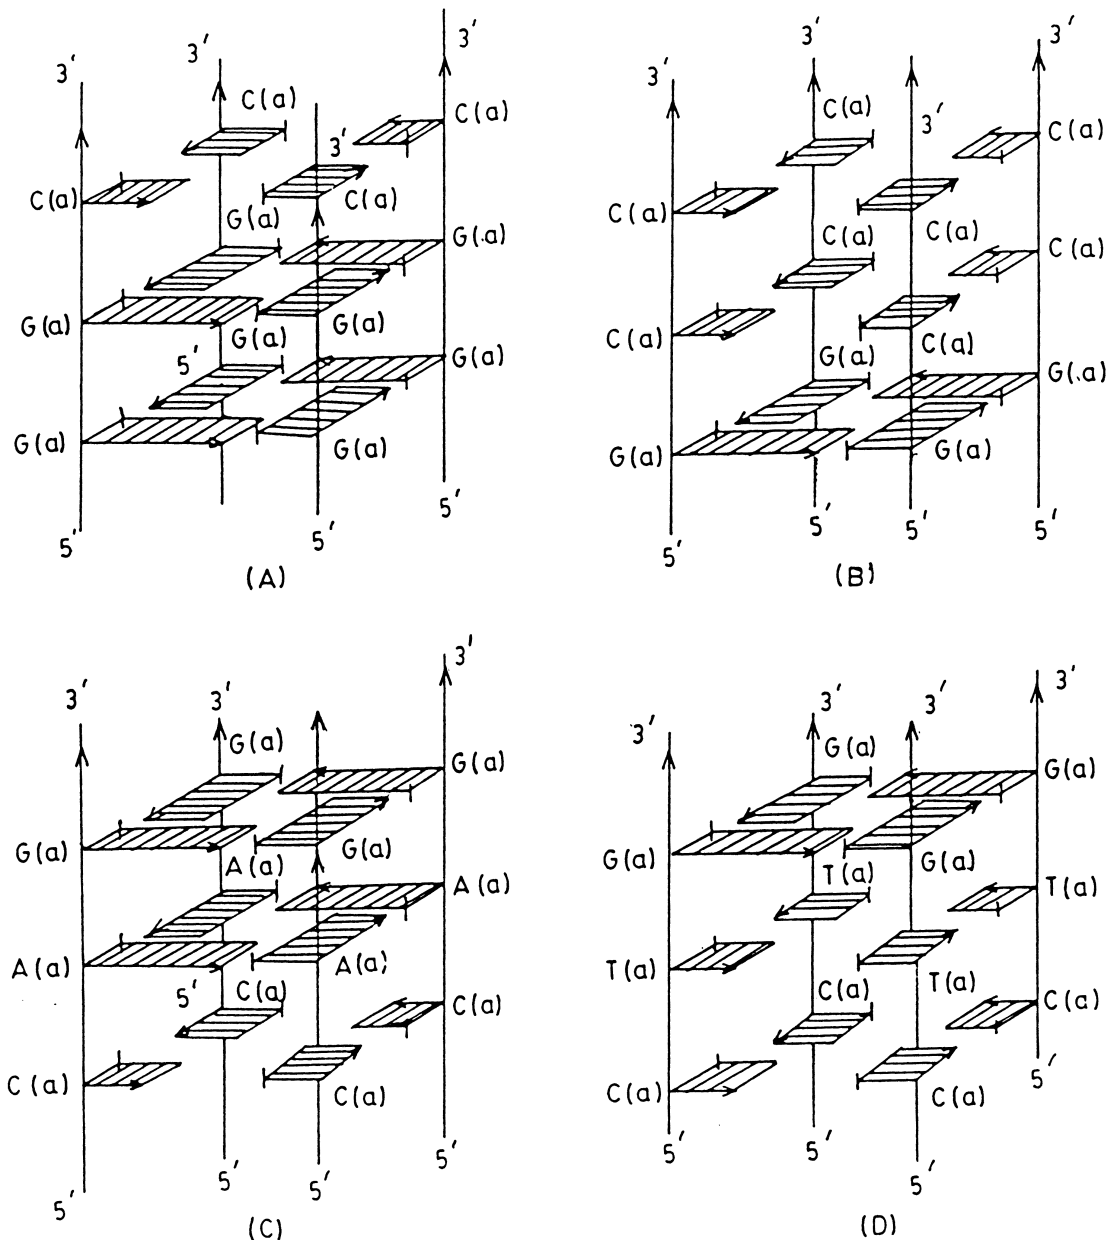 3′ 3′ 3′
C(a) C(a)
3′
C(a) C(a)
G(a) G(.a)
G(a) G(a) G(a)
5′ G(a)
G(a) G(a)
5′ 5′ 5′
(A)
3′ 3′ 3′
C(a) 3′ C(a)
C(a) C(a)
C(a) C(a)
C(a) C(a)
G(a) G(.a)
G(a) G(a)
5′ 5′ 5′ 5′
(B)
3′ 3′ 3′
G(a) G(a)
G(a) G(a)
A(a) A(a)
A(a) A(a)
5′ C(a) C(a)
C(a) C(a)
5′ 5′ 5′ 5′
(C)
3′ 3′ 3′ 3′
G(a) G(a)
G(a) G(a)
T(a) T(a)
T(a) T(a)
C(a) C(a)
C(a) C(a)
5′ 5′ 5′ 5′
(D)